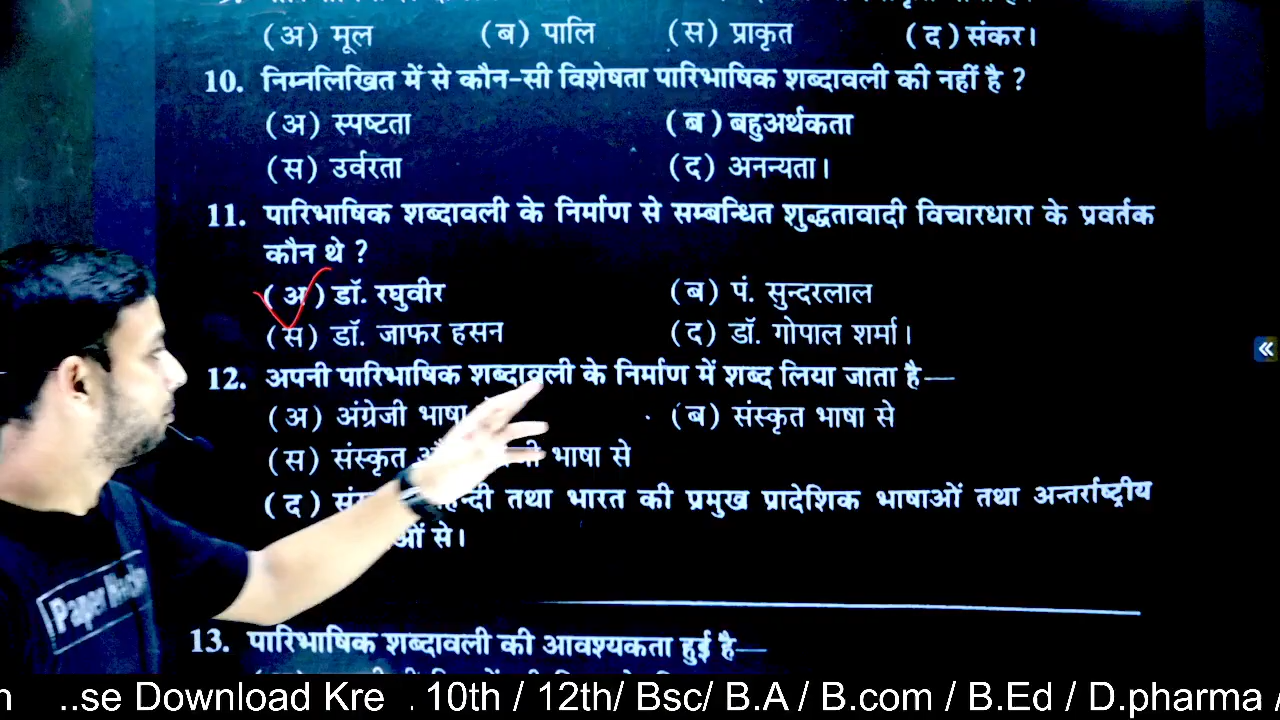 (अ) मूल (ब) पालि (स) प्राकृत (द) संकर।
10. निम्नलिखित में से कौन-सी विशेषता पारिभाषिक शब्दावली की नहीं है ?
(अ) स्पष्टता (ब) बहुअर्थकता
(स) उर्वरता (द) अनन्यता।
11. पारिभाषिक शब्दावली के निर्माण से सम्बन्धित शुद्धतावादी विचारधारा के प्रवर्तक
कौन थे ?
(अ) डॉ. रघुवीर (ब) पं. सुन्दरलाल
(स) डॉ. जाफर हसन (द) डॉ. गोपाल शर्मा।
12. अपनी पारिभाषिक शब्दावली के निर्माण में शब्द लिया जाता है—
(अ) अंग्रेजी भाषा (ब) संस्कृत भाषा से
(स) संस्कृत भाषा से
(द) तथा भारत की प्रमुख प्रादेशिक भाषाओं तथा अन्तर्राष्ट्रीय
से।
13. पारिभाषिक शब्दावली की आवश्यकता हुई है—
Paper
..se Download Kre . 10th / 12th/ Bsc/ B.A / B.com / B.Ed / D.pharma /